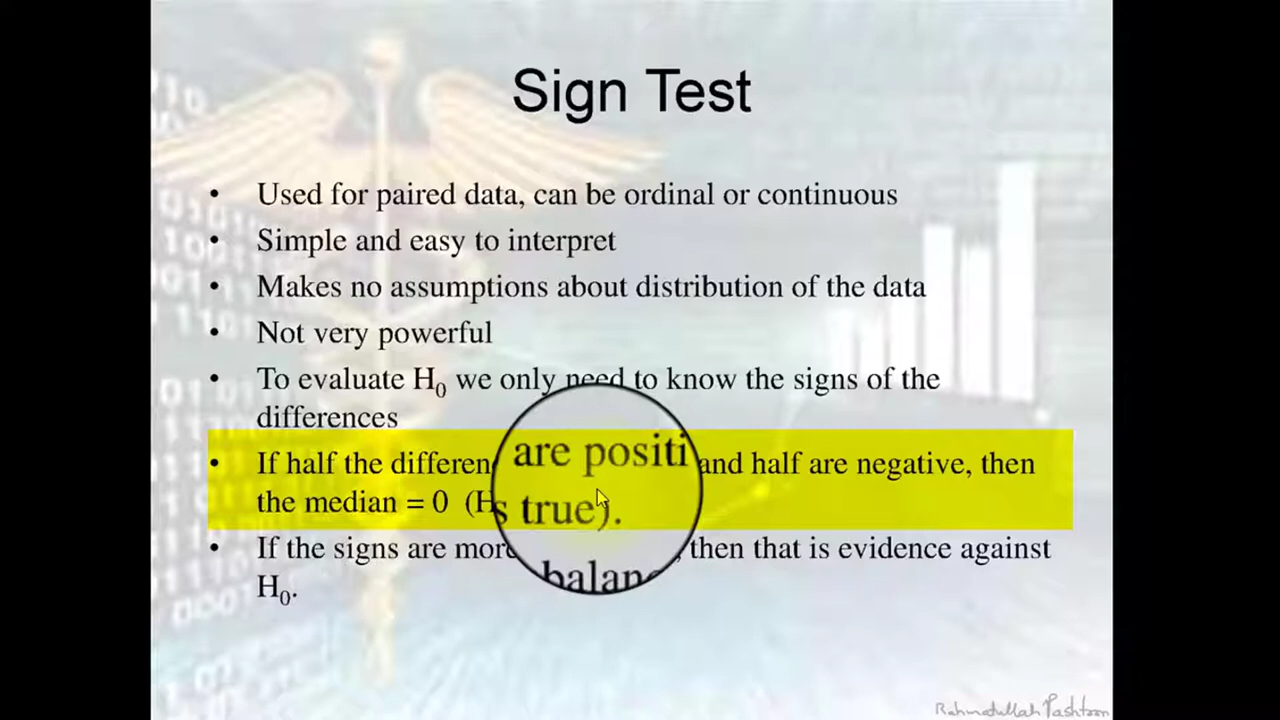 Sign Test
• Used for paired data, can be ordinal or continuous
• Simple and easy to interpret
• Makes no assumptions about distribution of the data
• Not very powerful
• To evaluate H₀ we only need to know the signs of the
differences
• If half the differen are positi and half are negative, then
the median = 0 (H s true).
• If the signs are more balanc then that is evidence against
H₀.
Rahmatullah Pashtoon